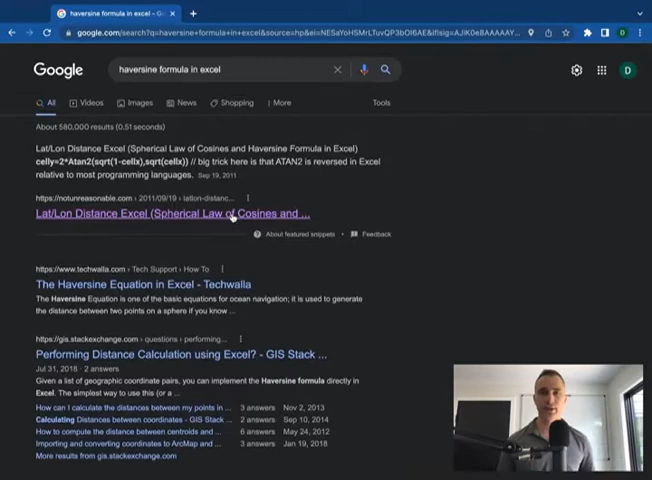 haversine formula in excel - G
google.com/search?q=haversine+formula+in+excel&source=hp&ei=
D
Google
haversine formula in excel
D
All
Videos
Images
News
Shopping
More
Tools
About 580,000 results (0.51 seconds)
Lat/Lon Distance Excel (Spherical Law of Cosines and Haversine Formula in Excel)
celly=2*Atan2(sqrt(1-cellx),sqrt(cellx)) // big trick here is that ATAN2 is reversed in Excel
relative to most programming languages. Sep 19, 2011
https://notunreasonable.com › 2011/09/19 › latlon-distanc...
Lat/Lon Distance Excel (Spherical Law of Cosines and ...
About featured snippets • Feedback
https://www.techwalla.com › Tech Support › How To
The Haversine Equation in Excel - Techwalla
The Haversine Equation is one of the basic equations for ocean navigation; it is used to generate
the distance between two points on a sphere if you know ...
https://gis.stackexchange.com › questions › performing...
Performing Distance Calculation using Excel? - GIS Stack ...
Jul 31, 2018 · 2 answers
Given a list of geographic coordinate pairs, you can implement the Haversine formula directly in
Excel. The simplest way to use this (or a ...
How can I calculate the distances between my points in ... 3 answers Nov 2, 2013
Calculating Distances between coordinates - GIS Stack ... 2 answers Sep 10, 2014
How to compute the distance between centroids and ... 6 answers May 24, 2012
Importing and converting coordinates to ArcMap and ... 3 answers Jan 19, 2018
More results from gis.stackexchange.com